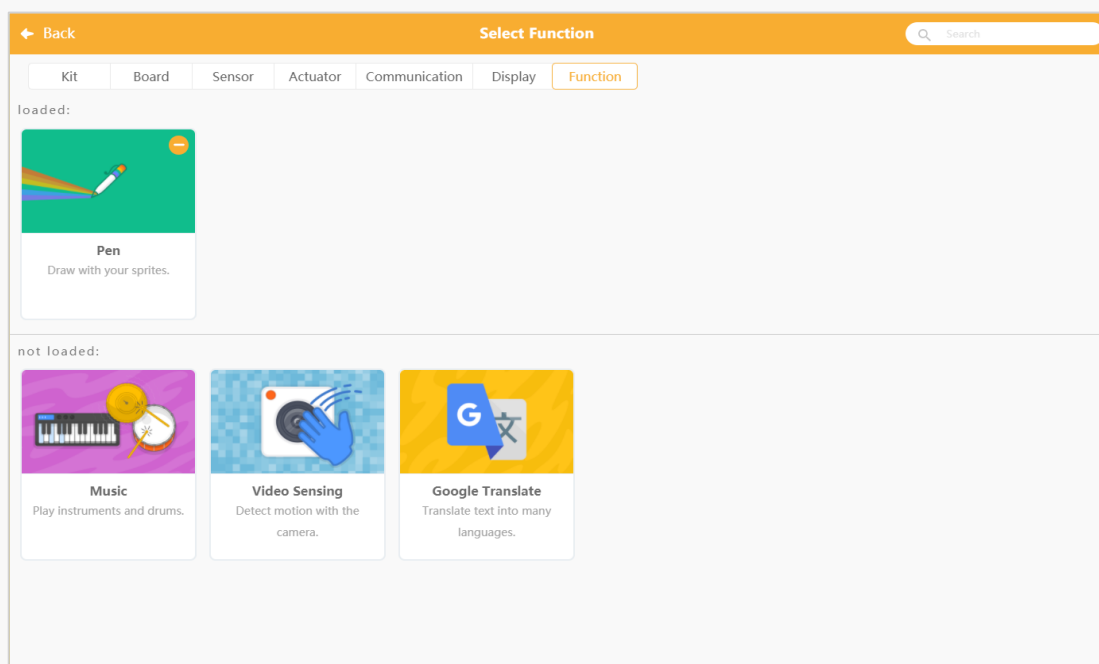 Back
Select Function
Search
Kit
Board
Sensor
Actuator
Communication
Display
Function
loaded:
Pen
Draw with your sprites.
not loaded:
Music
Play instruments and drums.
Video Sensing
Detect motion with the
camera.
G 文
Google Translate
Translate text into many
languages.